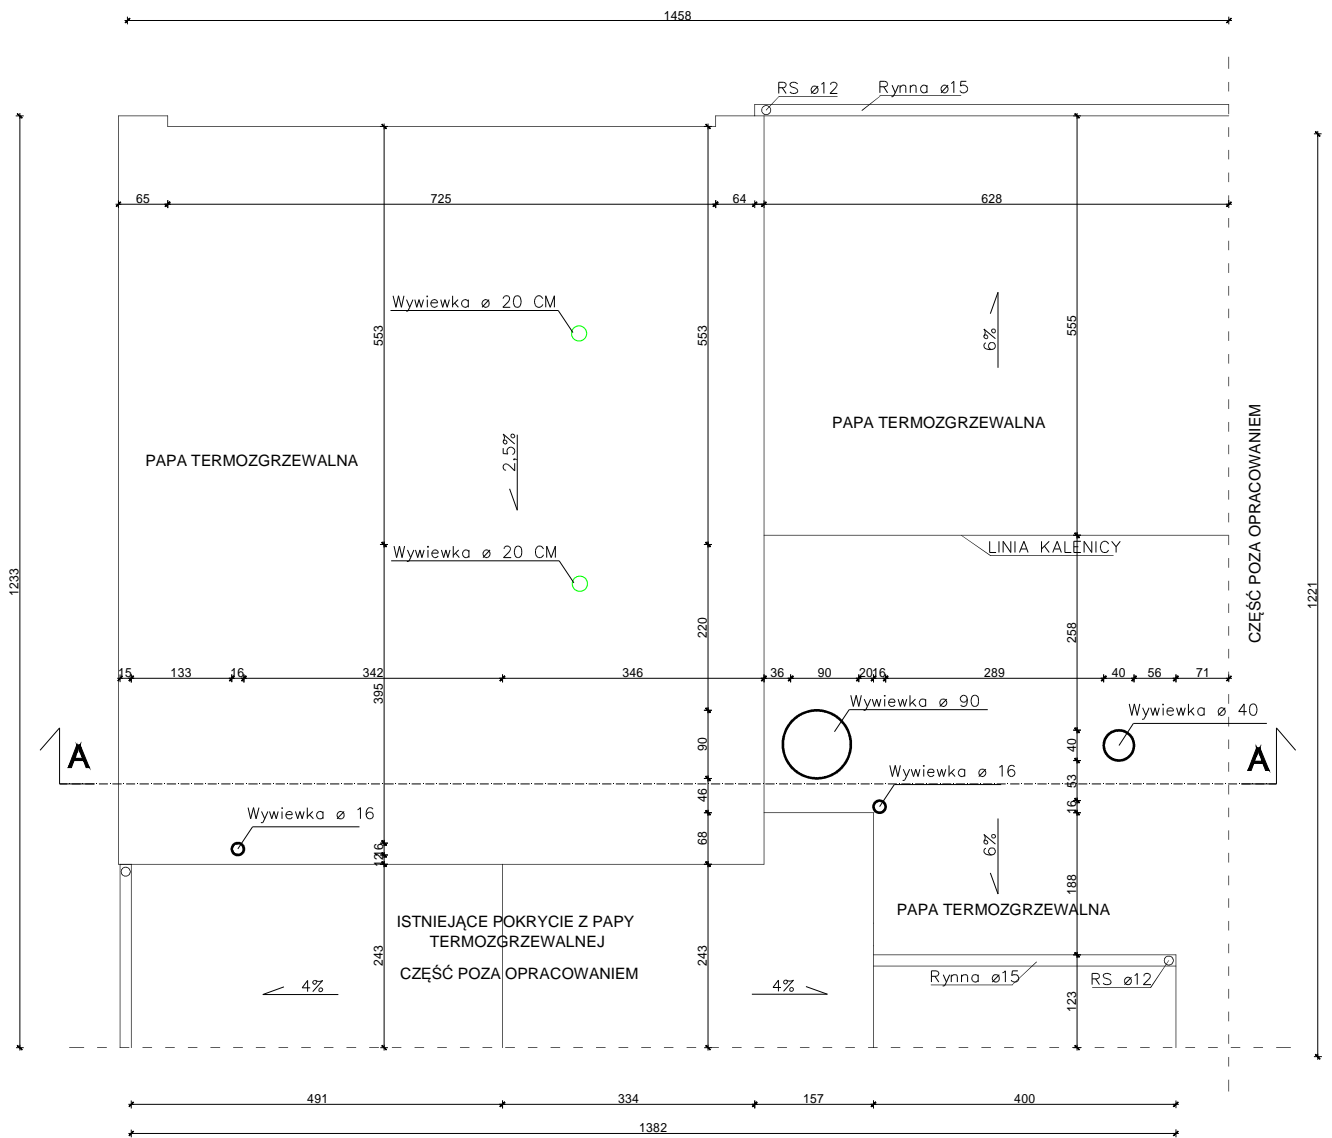 1458
RS ø12
Rynna ø15
65
725
64
628
Wywiewka ø 20 CM
553
553
555
6%
PAPA TERMOZGRZEWALNA
PAPA TERMOZGRZEWALNA
2,5%
CZĘŚĆ POZA OPRACOWANIEM
LINIA KALENICY
Wywiewka ø 20 CM
1233
1221
220
258
15
133
16
342
346
36
90
20
16
289
40
56
71
395
Wywiewka ø 90
Wywiewka ø 40
A
90
40
A
Wywiewka ø 16
53
46
16
Wywiewka ø 16
68
6%
16
12
188
PAPA TERMOZGRZEWALNA
ISTNIEJĄCE POKRYCIE Z PAPY
TERMOZGRZEWALNEJ
CZĘŚĆ POZA OPRACOWANIEM
243
243
4%
4%
Rynna ø15
RS ø12
123
491
334
157
400
1382